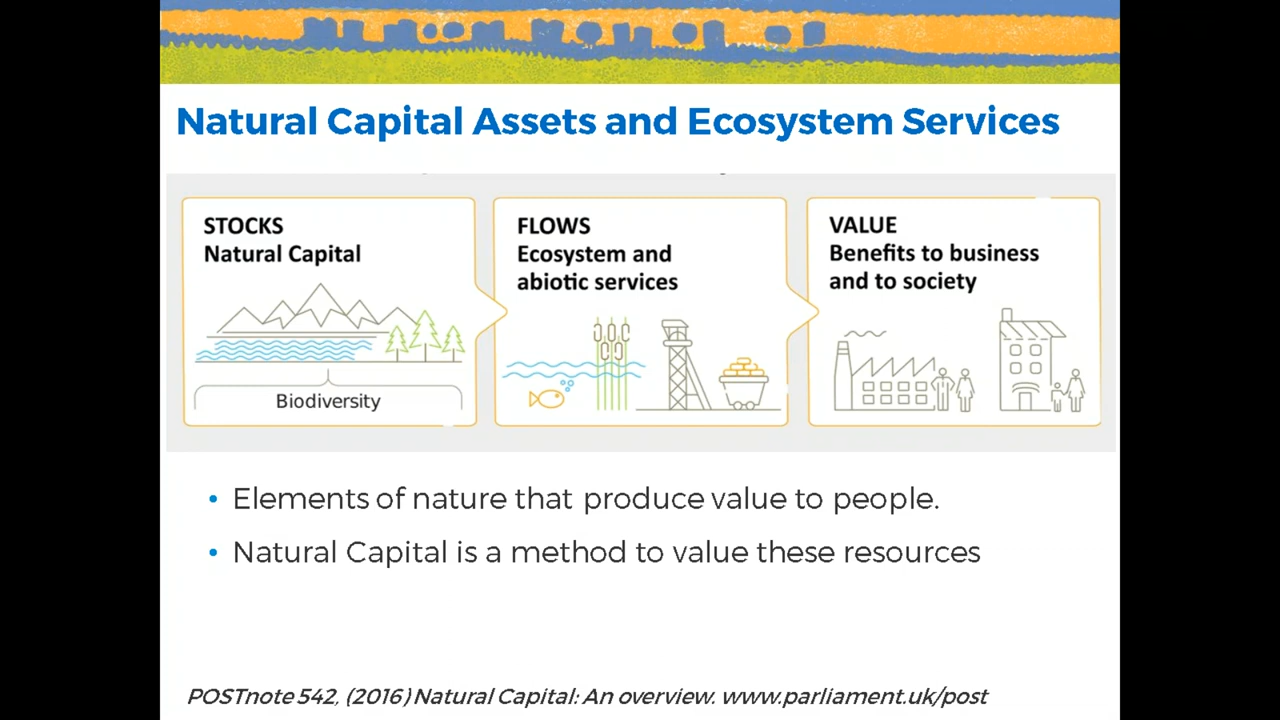 Natural Capital Assets and Ecosystem Services
STOCKS
Natural Capital
Biodiversity
FLOWS
Ecosystem and
abiotic services
VALUE
Benefits to business
and to society
• Elements of nature that produce value to people.
• Natural Capital is a method to value these resources
POSTnote 542, (2016) Natural Capital: An overview. www.parliament.uk/post